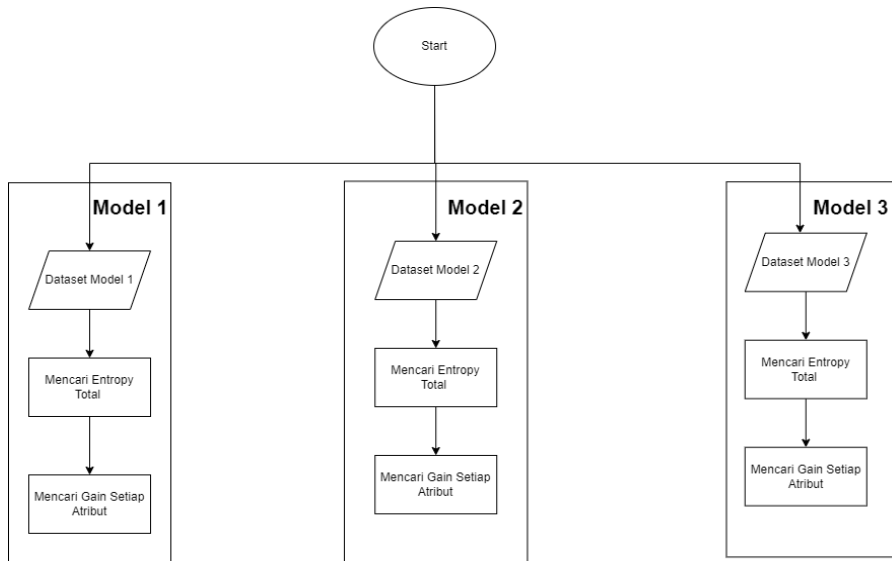 Start
Model 1
Dataset Model 1
Mencari Entropy
Total
Mencari Gain Setiap
Atribut
Model 2
Dataset Model 2
Mencari Entropy
Total
Mencari Gain Setiap
Atribut
Model 3
Dataset Model 3
Mencari Entropy
Total
Mencari Gain Setiap
Atribut